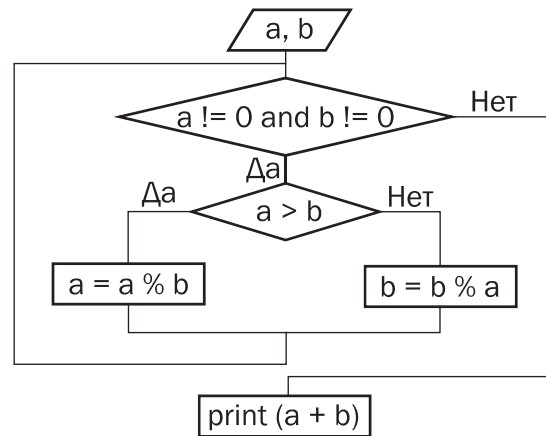 a, b
a != 0 and b != 0
Нет
Да
a > b
Да
Нет
a = a % b
b = b % a
print (a + b)